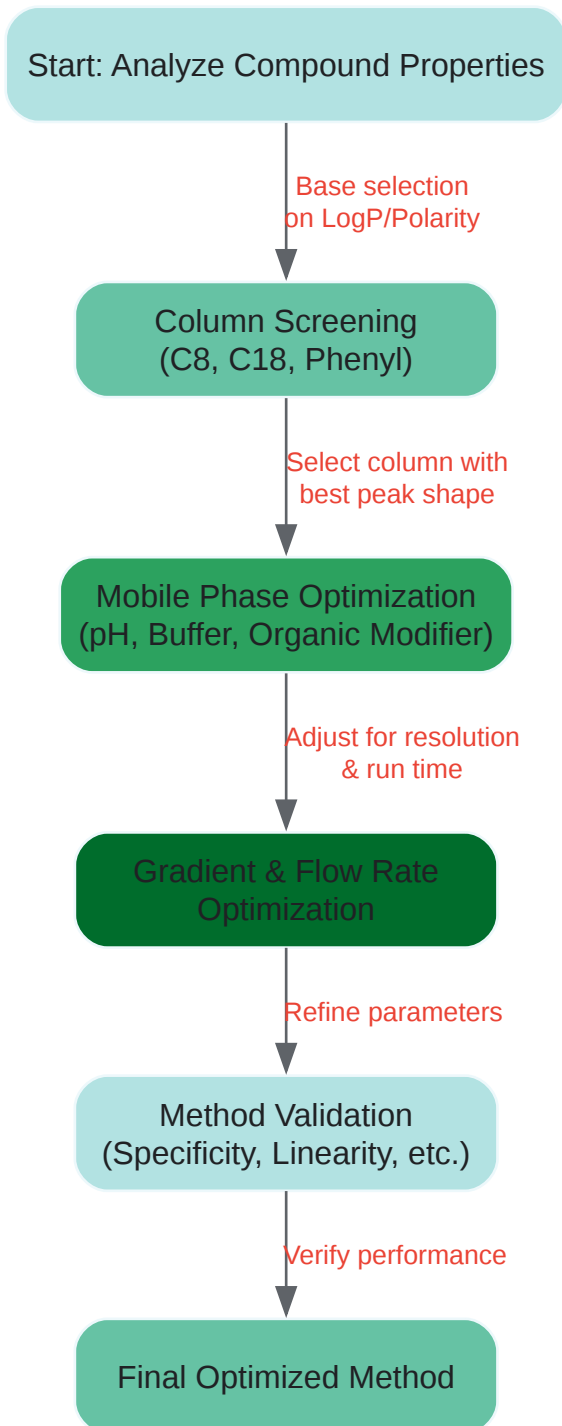 Start: Analyze Compound Properties
Base selection
on LogP/Polarity
Column Screening
(C8, C18, Phenyl)
Select column with
best peak shape
Mobile Phase Optimization
(pH, Buffer, Organic Modifier)
Adjust for resolution
& run time
Gradient & Flow Rate
Optimization
Refine parameters
Method Validation
(Specificity, Linearity, etc.)
Verify performance
Final Optimized Method